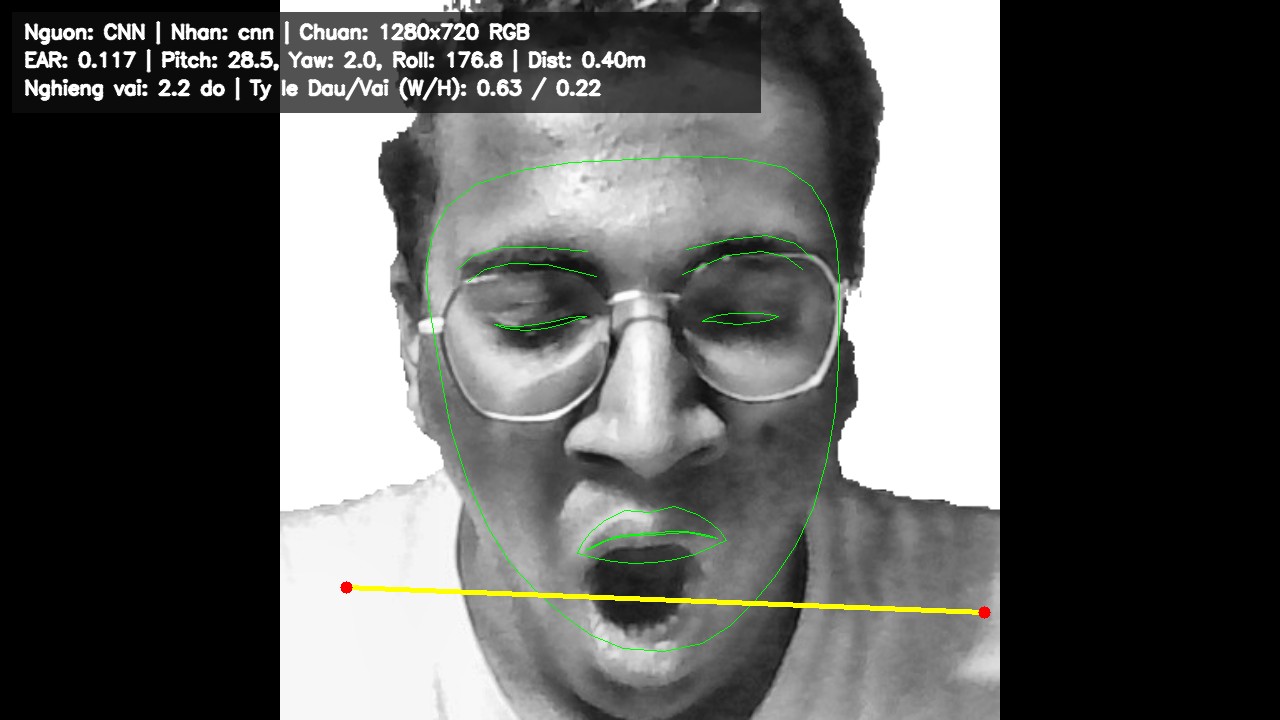 Nguon: CNN | Nhan: cnn | Chuan: 1280x720 RGB
EAR: 0.117 | Pitch: 28.5, Yaw: 2.0, Roll: 176.8 | Dist: 0.40m
Nghieng vai: 2.2 do | Ty le Dau/Vai (W/H): 0.63 / 0.22